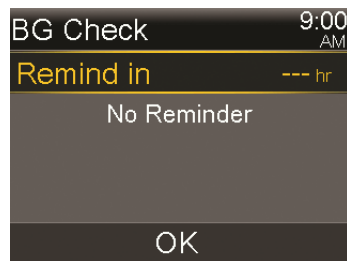 BG Check 9:00
AM
Remind in --- hr
No Reminder
OK